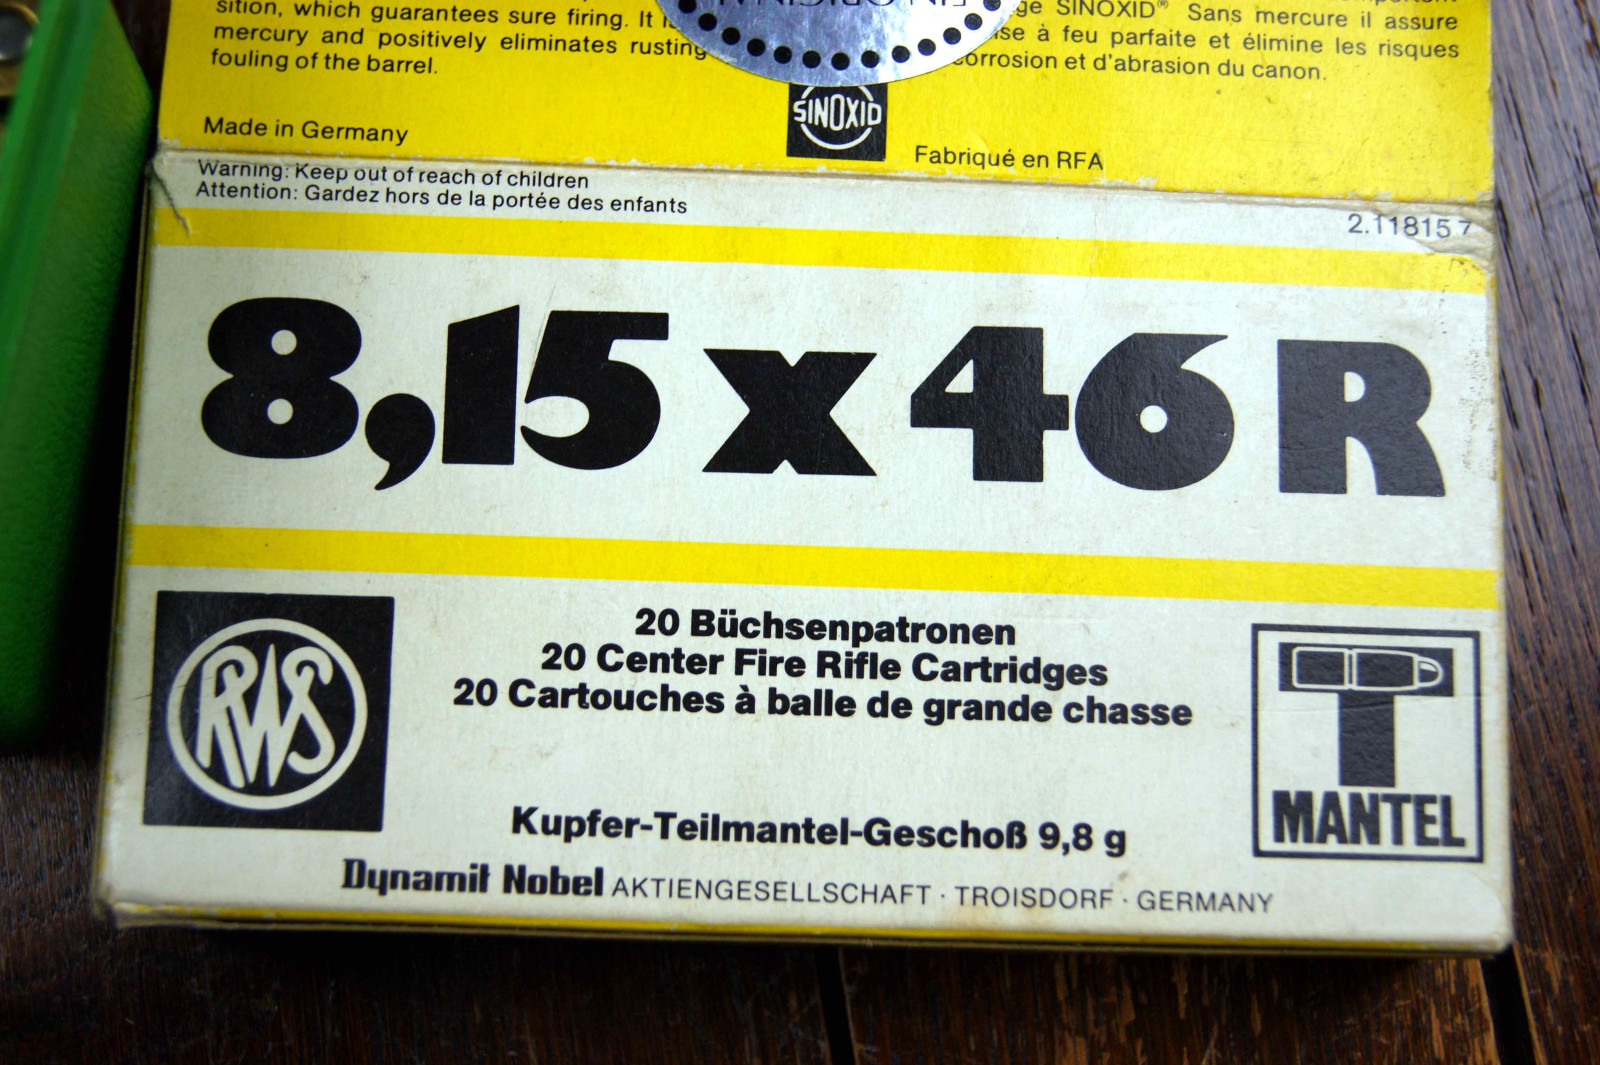 sition, which guarantees sure firing. It
mercury and positively eliminates rusting
fouling of the barrel.
SINOXID® Sans mercure il assure
à feu parfaite et élimine les risques
corrosion et d'abrasion du canon.
SINOXID
Made in Germany
Fabriqué en RFA
Warning: Keep out of reach of children
Attention: Gardez hors de la portée des enfants
2.11815 7
8,15 x 46 R
RWS
20 Büchsenpatronen
20 Center Fire Rifle Cartridges
20 Cartouches à balle de grande chasse
T
MANTEL
Kupfer-Teilmantel-Geschoß 9,8 g
Dynamit Nobel AKTIENGESELLSCHAFT · TROISDORF · GERMANY